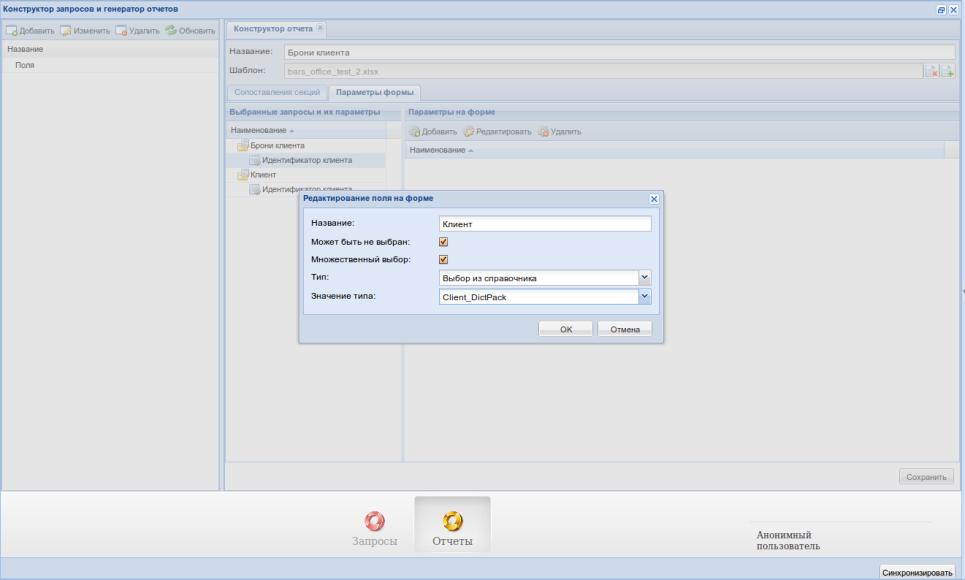 Конструктор запросов и генератор отчетов
Добавить Изменить Удалить Обновить
Название
Поля
Конструктор отчета
Название: Брони клиента
Шаблон: bars_office_test_2.xlsx
Сопоставления секций Параметры формы
Выбранные запросы и их параметры
Наименование
Брони клиента
Идентификатор клиента
Клиент
Идентификатор клиента
Параметры на форме
Добавить Редактировать Удалить
Наименование
Редактирование поля на форме
Название: Клиент
Может быть не выбран:
Множественный выбор:
Тип: Выбор из справочника
Значение типа: Client_DictPack
OK Отмена
Сохранить
Запросы Отчеты
Анонимный
пользователь
Синхронизировать